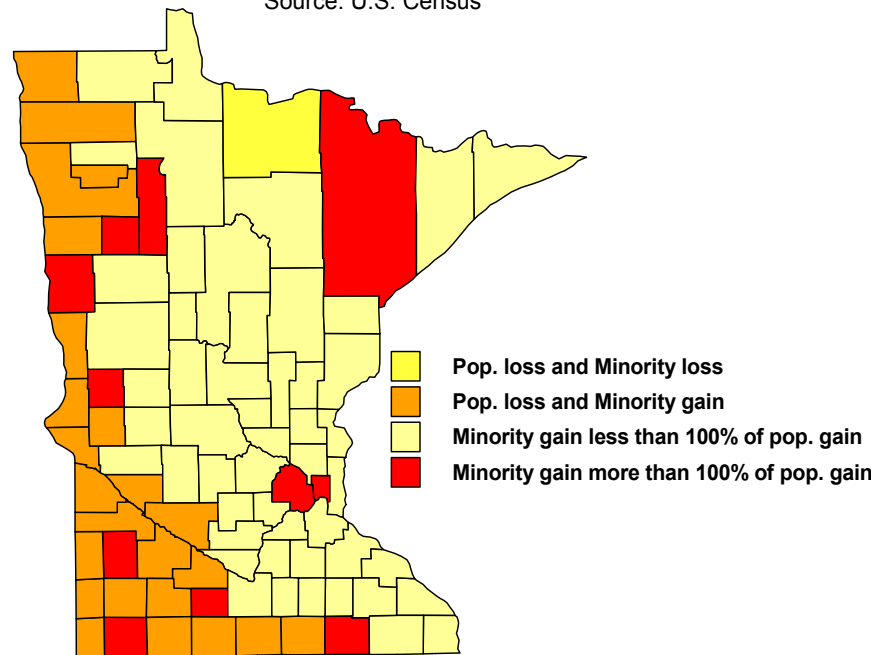 Source: U.S. Census
Pop. loss and Minority loss
Pop. loss and Minority gain
Minority gain less than 100% of pop. gain
Minority gain more than 100% of pop. gain